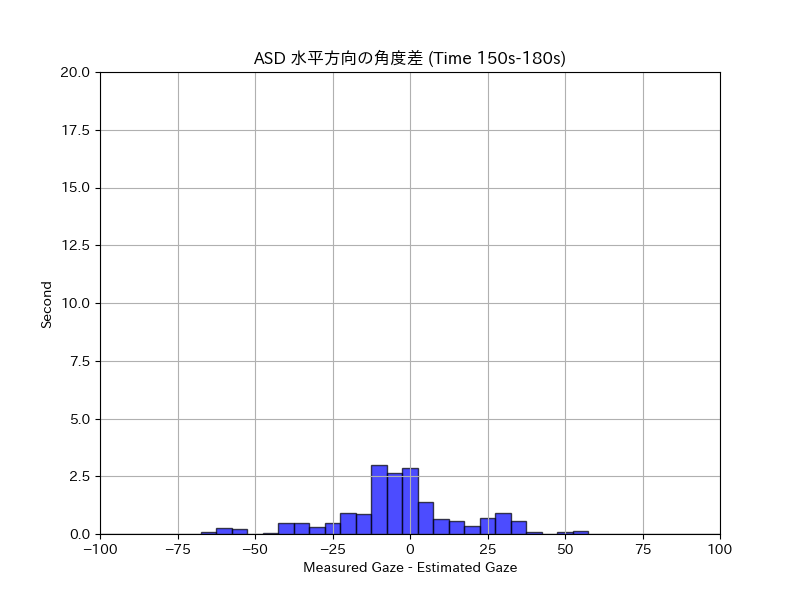 ASD 水平方向の角度差 (Time 150s-180s)
20.0
17.5
15.0
12.5
10.0
7.5
5.0
2.5
0.0
Second
−100 −75 −50 −25 0 25 50 75 100
Measured Gaze - Estimated Gaze